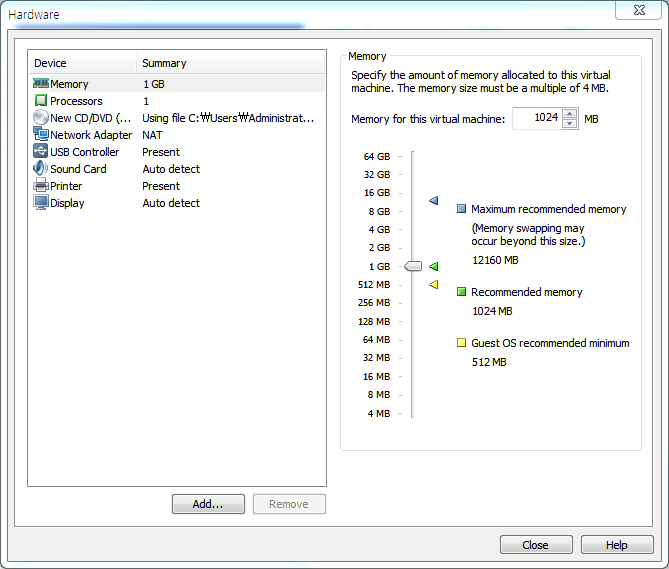 Hardware
Device Summary
Memory 1 GB
Processors 1
New CD/DVD (... Using file C:₩Users₩Administrat...
Network Adapter NAT
USB Controller Present
Sound Card Auto detect
Printer Present
Display Auto detect
Add... Remove
Memory
Specify the amount of memory allocated to this virtual
machine. The memory size must be a multiple of 4 MB.
Memory for this virtual machine: 1024 MB
64 GB
32 GB
16 GB
8 GB
4 GB
2 GB
1 GB
512 MB
256 MB
128 MB
64 MB
32 MB
16 MB
8 MB
4 MB
Maximum recommended memory
(Memory swapping may
occur beyond this size.)
12160 MB
Recommended memory
1024 MB
Guest OS recommended minimum
512 MB
Close Help